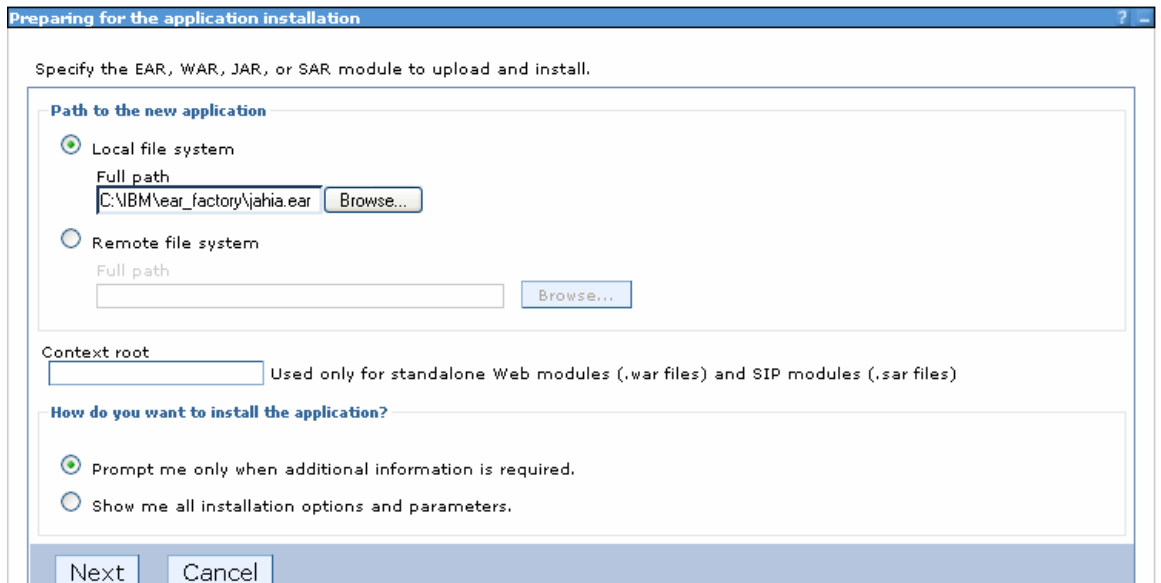 Preparing for the application installation ? –
Specify the EAR, WAR, JAR, or SAR module to upload and install.
Path to the new application
Local file system
Full path
C:\IBM\ear_factory\jahia.ear Browse...
Remote file system
Full path
Browse...
Context root
Used only for standalone Web modules (.war files) and SIP modules (.sar files)
How do you want to install the application?
Prompt me only when additional information is required.
Show me all installation options and parameters.
Next Cancel